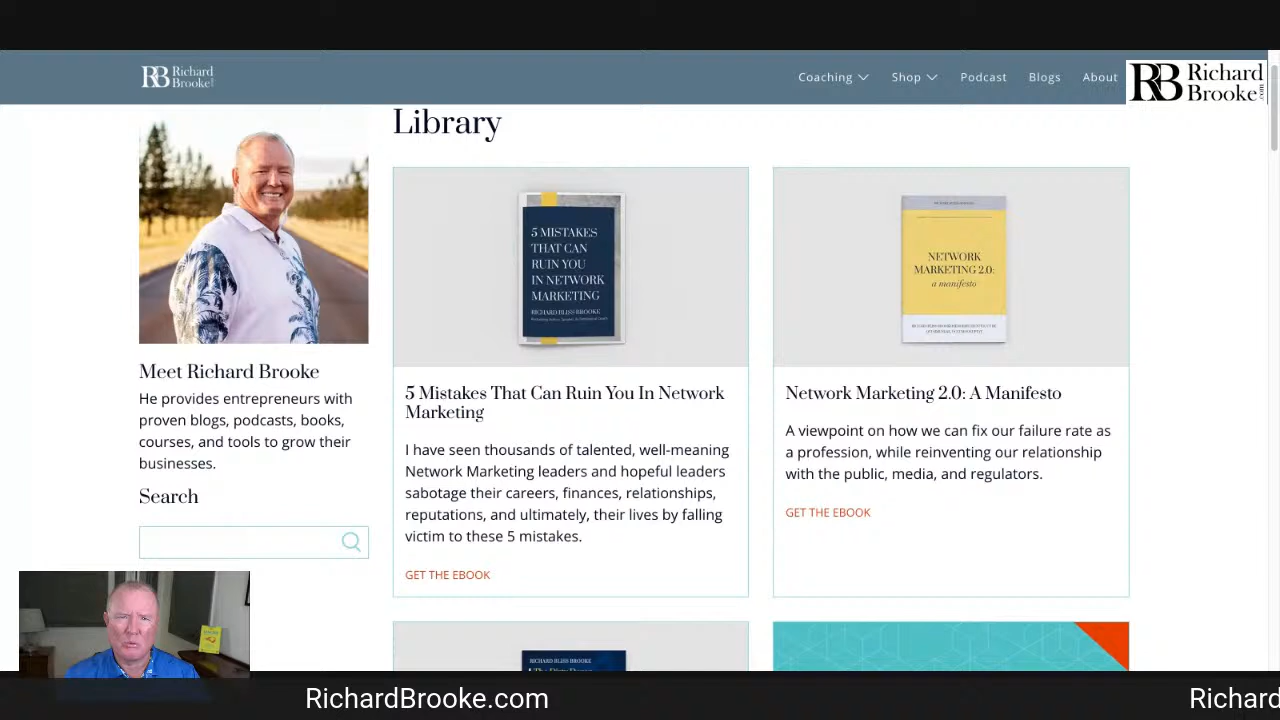 RB Richard Brooke
Coaching Shop Podcast Blogs About
RB Richard Brooke .com
Library
5 MISTAKES
THAT CAN
RUIN YOU
IN NETWORK
MARKETING
RICHARD BLISS BROOKE
NETWORK
MARKETING 2.0:
a manifesto
Meet Richard Brooke
He provides entrepreneurs with
proven blogs, podcasts, books,
courses, and tools to grow their
businesses.
Search
5 Mistakes That Can Ruin You In Network
Marketing
I have seen thousands of talented, well-meaning
Network Marketing leaders and hopeful leaders
sabotage their careers, finances, relationships,
reputations, and ultimately, their lives by falling
victim to these 5 mistakes.
GET THE EBOOK
Network Marketing 2.0: A Manifesto
A viewpoint on how we can fix our failure rate as
a profession, while reinventing our relationship
with the public, media, and regulators.
GET THE EBOOK
RICHARD BLISS BROOKE
RichardBrooke.com
Richard